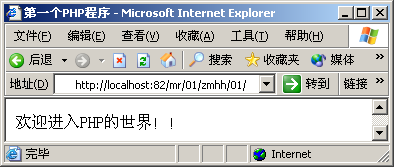 第一个PHP程序 - Microsoft Internet Explorer
文件(F) 编辑(E) 查看(V) 收藏(A) 工具(T) 帮助(H) »
后退 搜索 收藏夹 媒体 »
地址(D) http://localhost:82/mr/01/zmhh/01/ 转到 链接 »
欢迎进入PHP的世界！！
完毕 Internet